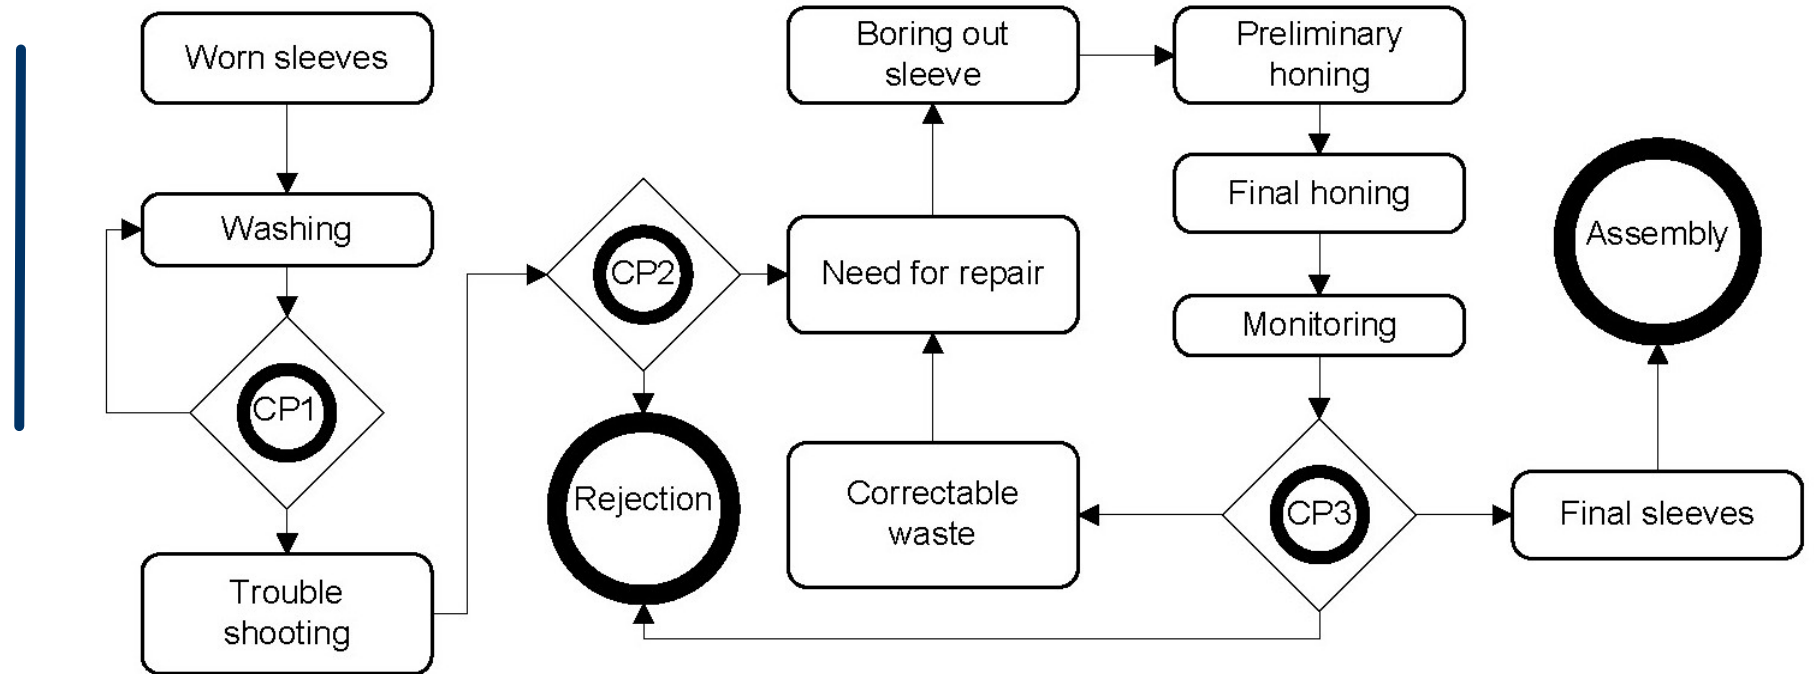 Worn sleeves
Washing
CP1
Trouble
shooting
CP2
Rejection
Need for repair
Boring out
sleeve
Preliminary
honing
Final honing
Monitoring
CP3
Correctable
waste
Final sleeves
Assembly